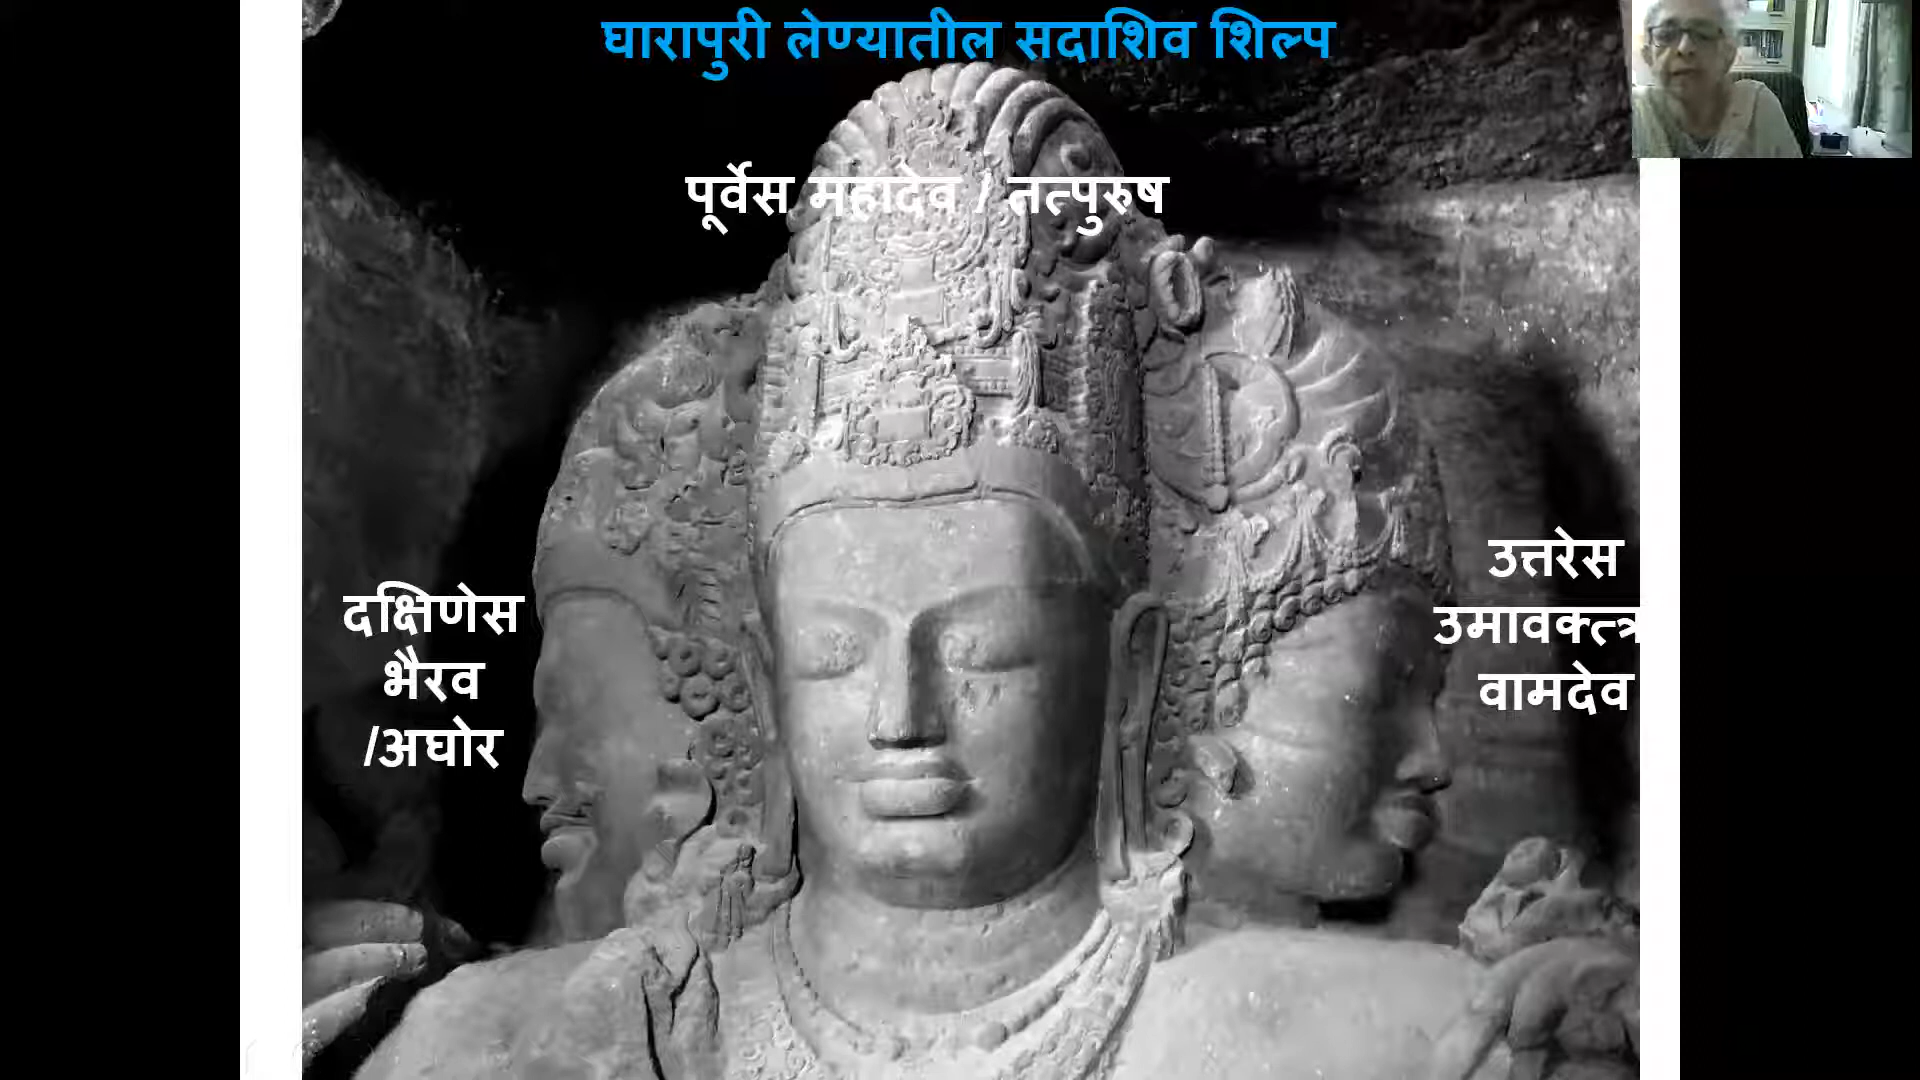 घारापुरी लेण्यातील सदाशिव शिल्प
पूर्वेस महादेव / तत्पुरुष
दक्षिणेस
भैरव
/अघोर
उत्तरेस
उमावक्त्र
वामदेव